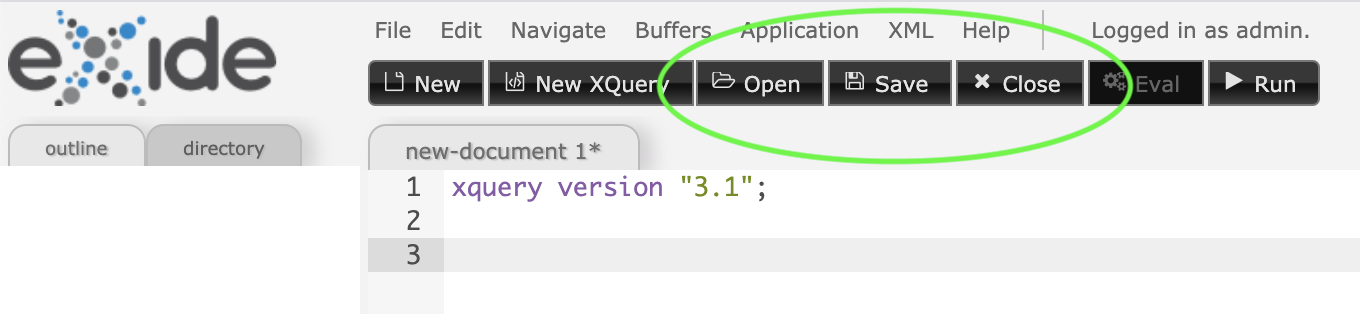 eXide
File Edit Navigate Buffers Application XML Help Logged in as admin.
New New XQuery Open Save Close Eval Run
outline directory new-document 1*
1 xquery version "3.1";
2
3